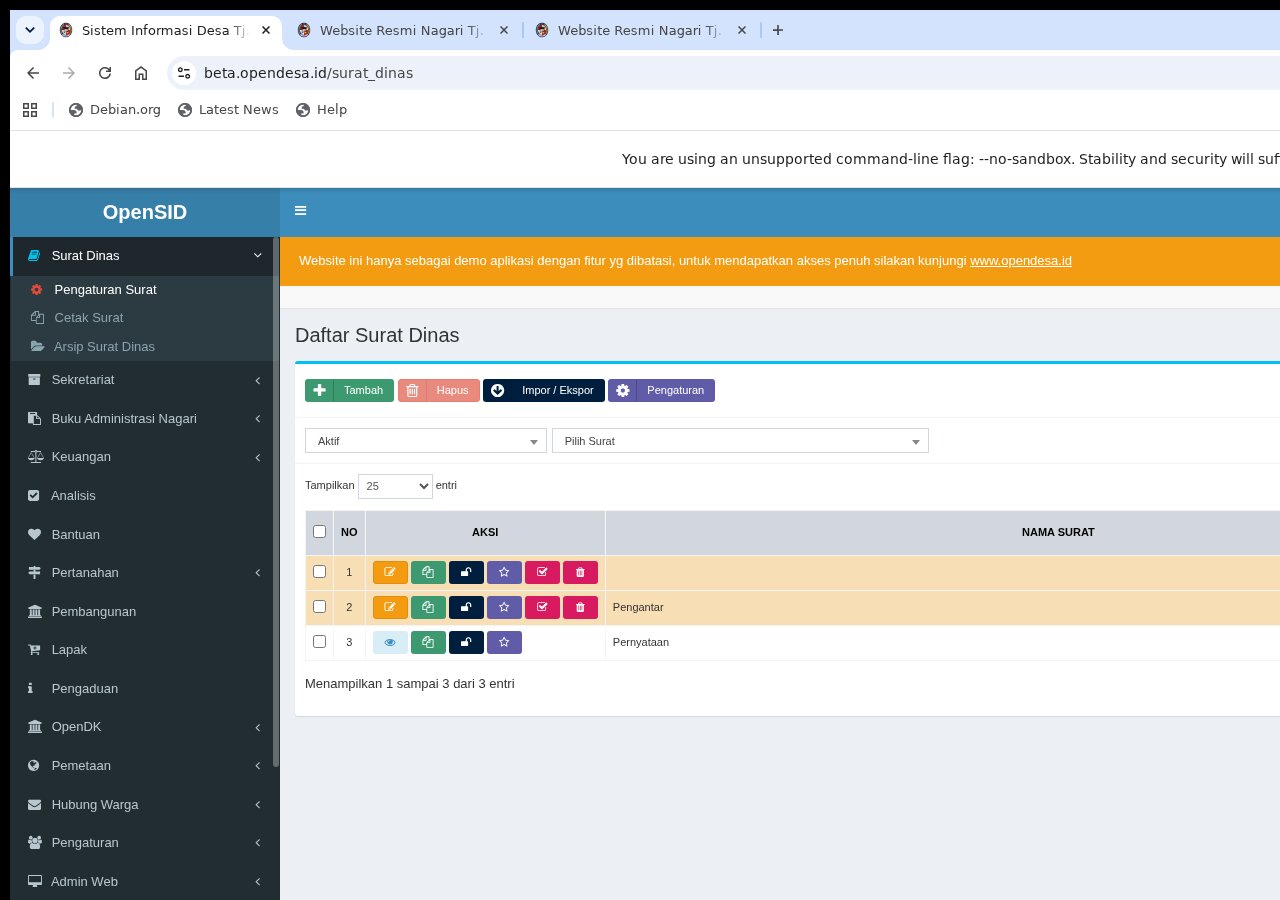 Sistem Informasi Desa Tj
Website Resmi Nagari Tj.
Website Resmi Nagari Tj.
beta.opendesa.id/surat_dinas
Debian.org
Latest News
Help
You are using an unsupported command-line flag: --no-sandbox. Stability and security will suf
OpenSID
Website ini hanya sebagai demo aplikasi dengan fitur yg dibatasi, untuk mendapatkan akses penuh silakan kunjungi www.opendesa.id
Surat Dinas
Pengaturan Surat
Cetak Surat
Arsip Surat Dinas
Sekretariat
Buku Administrasi Nagari
Keuangan
Analisis
Bantuan
Pertanahan
Pembangunan
Lapak
Pengaduan
OpenDK
Pemetaan
Hubung Warga
Pengaturan
Admin Web
Daftar Surat Dinas
Tambah
Hapus
Impor / Ekspor
Pengaturan
Aktif
Pilih Surat
Tampilkan 25 entri
NO AKSI NAMA SURAT
1
2 Pengantar
3 Pernyataan
Menampilkan 1 sampai 3 dari 3 entri